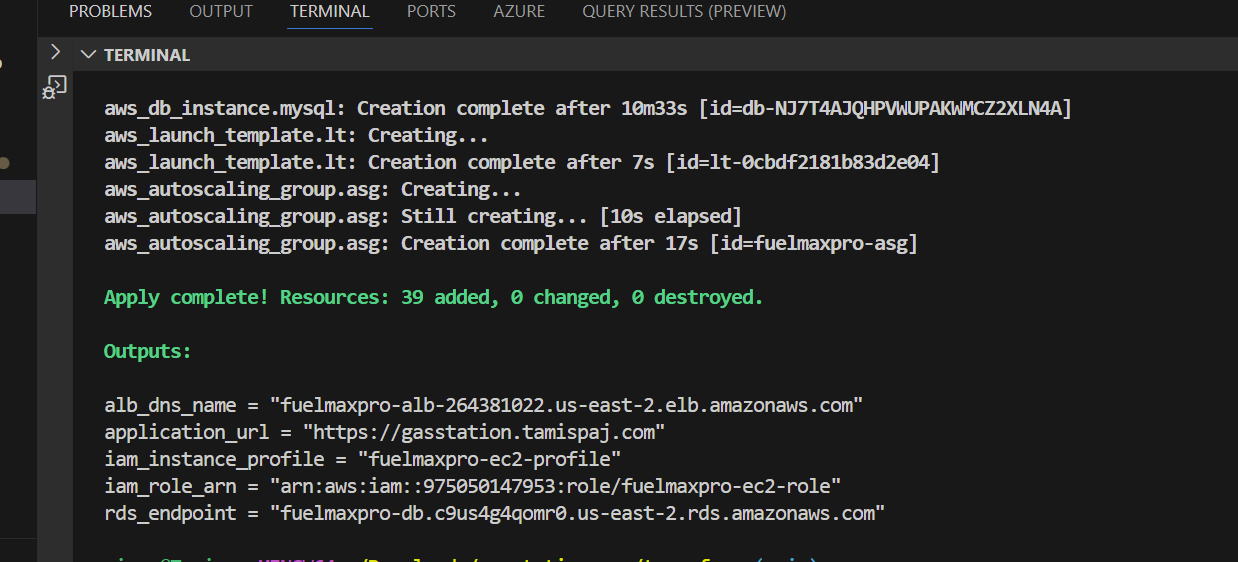 PROBLEMS OUTPUT TERMINAL PORTS AZURE QUERY RESULTS (PREVIEW)
TERMINAL
aws_db_instance.mysql: Creation complete after 10m33s [id=db-NJ7T4AJQHPVWUPAKWMCZ2XLN4A]
aws_launch_template.lt: Creating...
aws_launch_template.lt: Creation complete after 7s [id=lt-0cbdf2181b83d2e04]
aws_autoscaling_group.asg: Creating...
aws_autoscaling_group.asg: Still creating... [10s elapsed]
aws_autoscaling_group.asg: Creation complete after 17s [id=fuelmaxpro-asg]
Apply complete! Resources: 39 added, 0 changed, 0 destroyed.
Outputs:
alb_dns_name = "fuelmaxpro-alb-264381022.us-east-2.elb.amazonaws.com"
application_url = "https://gasstation.tamispaj.com"
iam_instance_profile = "fuelmaxpro-ec2-profile"
iam_role_arn = "arn:aws:iam::975050147953:role/fuelmaxpro-ec2-role"
rds_endpoint = "fuelmaxpro-db.c9us4g4qomr0.us-east-2.rds.amazonaws.com"